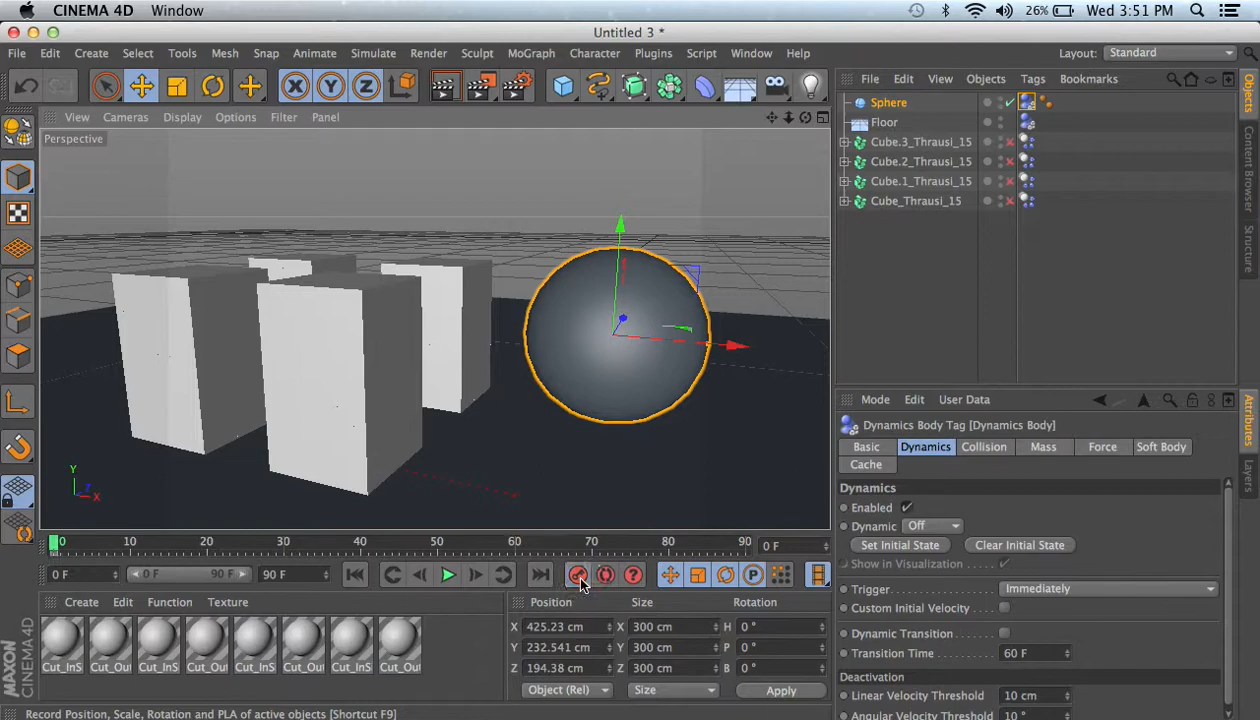 CINEMA 4D Window 26% Wed 3:51 PM
Untitled 3 *
File Edit Create Select Tools Mesh Snap Animate Simulate Render Sculpt MoGraph Character Plugins Script Window Help Layout: Standard
X Y Z
File Edit View Objects Tags Bookmarks
View Cameras Display Options Filter Panel
Perspective
Sphere
Floor
Cube.3_Thrausi_15
Cube.2_Thrausi_15
Cube.1_Thrausi_15
Cube_Thrausi_15
Objects
Content Browser
Structure
Y
Z
X
Mode Edit User Data
Dynamics Body Tag [Dynamics Body]
Basic Dynamics Collision Mass Force Soft Body
Cache
Attributes
Layers
Dynamics
Enabled
Dynamic Off
Set Initial State Clear Initial State
Show in Visualization
Trigger Immediately
Custom Initial Velocity
Dynamic Transition
Transition Time 60 F
Deactivation
Linear Velocity Threshold 10 cm
Angular Velocity Threshold 10 °
0 10 20 30 40 50 60 70 80 90 0 F
0 F 0 F 90 F 90 F
P
Create Edit Function Texture
Cut_InS Cut_Out Cut_InS Cut_Out Cut_InS Cut_Out Cut_InS Cut_Out
Position Size Rotation
X 425.23 cm X 300 cm H 0 °
Y 232.541 cm Y 300 cm P 0 °
Z 194.38 cm Z 300 cm B 0 °
Object (Rel) Size Apply
MAXON
CINEMA 4D
Record Position, Scale, Rotation and PLA of active objects [Shortcut F9]